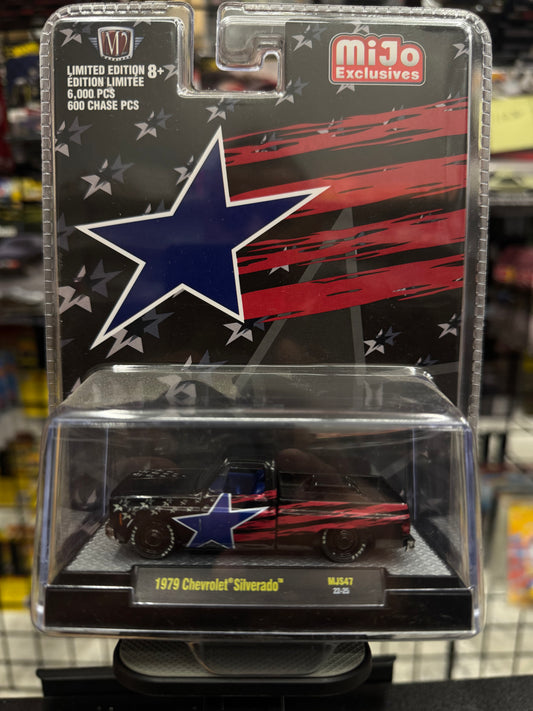 M2
MiJo
Exclusives
LIMITED EDITION 8+
ÉDITION LIMITÉE
6,000 PCS
600 CHASE PCS
1979 Chevrolet® Silverado™
MJS47
22-25